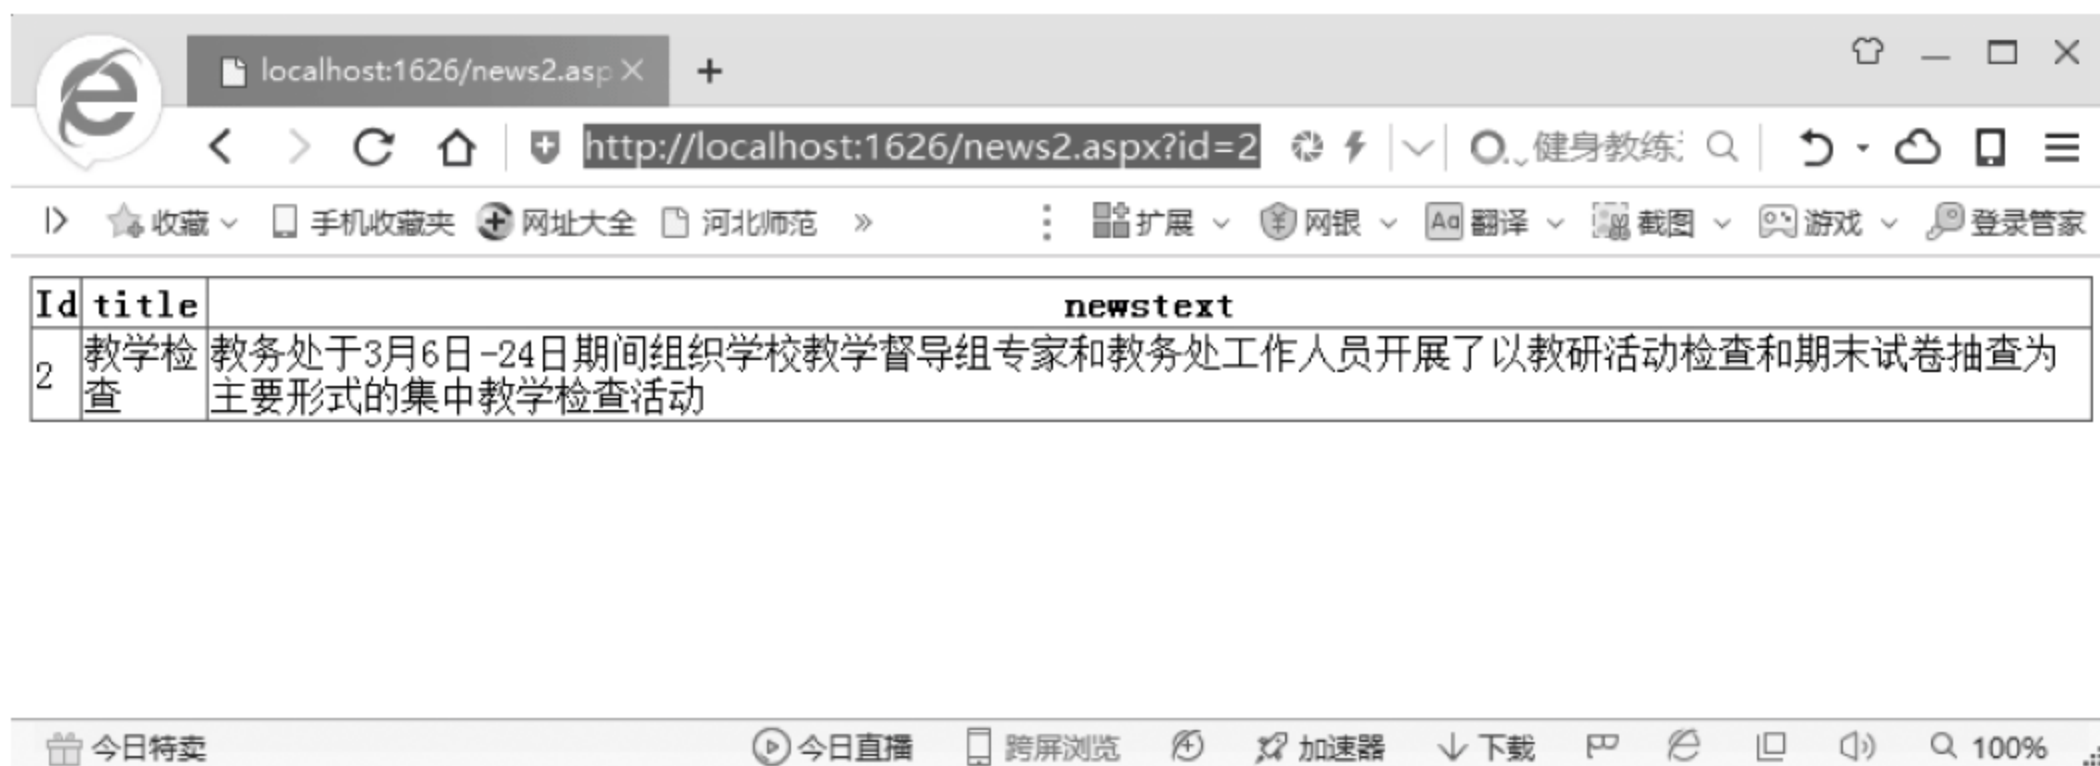 localhost:1626/news2.asp
http://localhost:1626/news2.aspx?id=2
健身教练
收藏 手机收藏夹 网址大全 河北师范 » 扩展 网银 Aa 翻译 截图 游戏 登录管家
Id title newstext
2 教学检查 教务处于3月6日-24日期间组织学校教学督导组专家和教务处工作人员开展了以教研活动检查和期末试卷抽查为
主要形式的集中教学检查活动
今日特卖 今日直播 跨屏浏览 加速器 下载 100%